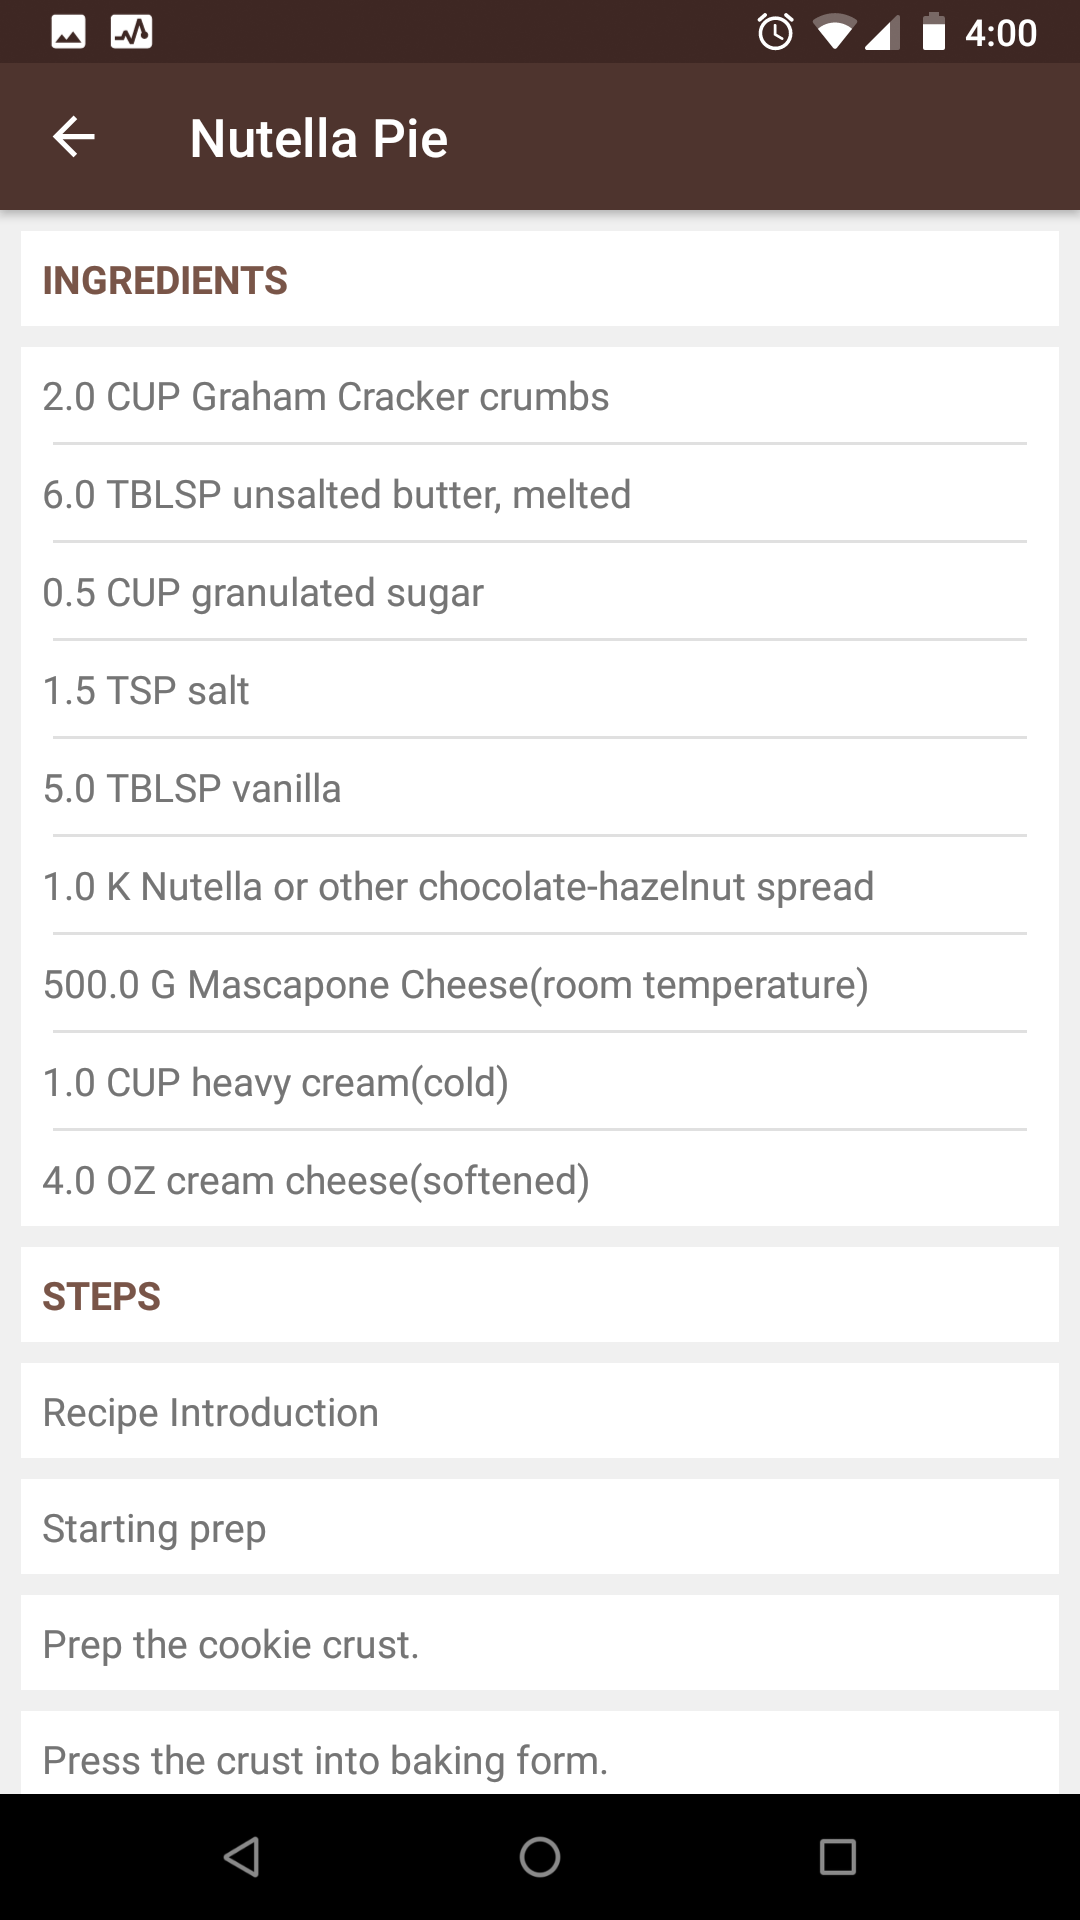 4:00
Nutella Pie
INGREDIENTS
2.0 CUP Graham Cracker crumbs
6.0 TBLSP unsalted butter, melted
0.5 CUP granulated sugar
1.5 TSP salt
5.0 TBLSP vanilla
1.0 K Nutella or other chocolate-hazelnut spread
500.0 G Mascapone Cheese(room temperature)
1.0 CUP heavy cream(cold)
4.0 OZ cream cheese(softened)
STEPS
Recipe Introduction
Starting prep
Prep the cookie crust.
Press the crust into baking form.